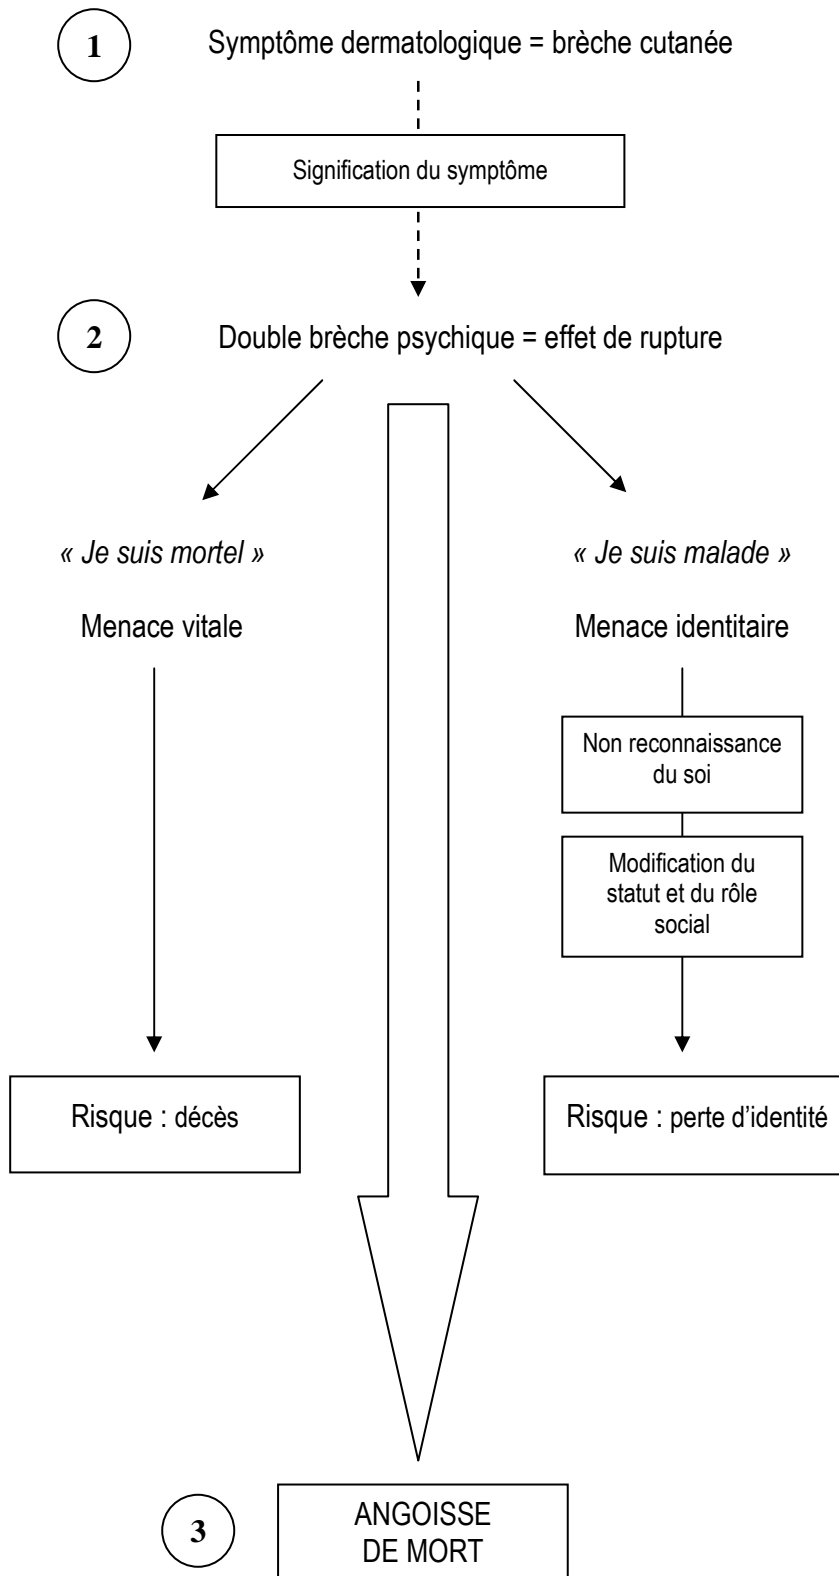 1
Symptôme dermatologique = brèche cutanée
Signification du symptôme
2
Double brèche psychique = effet de rupture
« Je suis mortel »
« Je suis malade »
Menace vitale
Menace identitaire
Non reconnaissance
du soi
Modification du
statut et du rôle
social
Risque : décès
Risque : perte d’identité
3
ANGOISSE
DE MORT